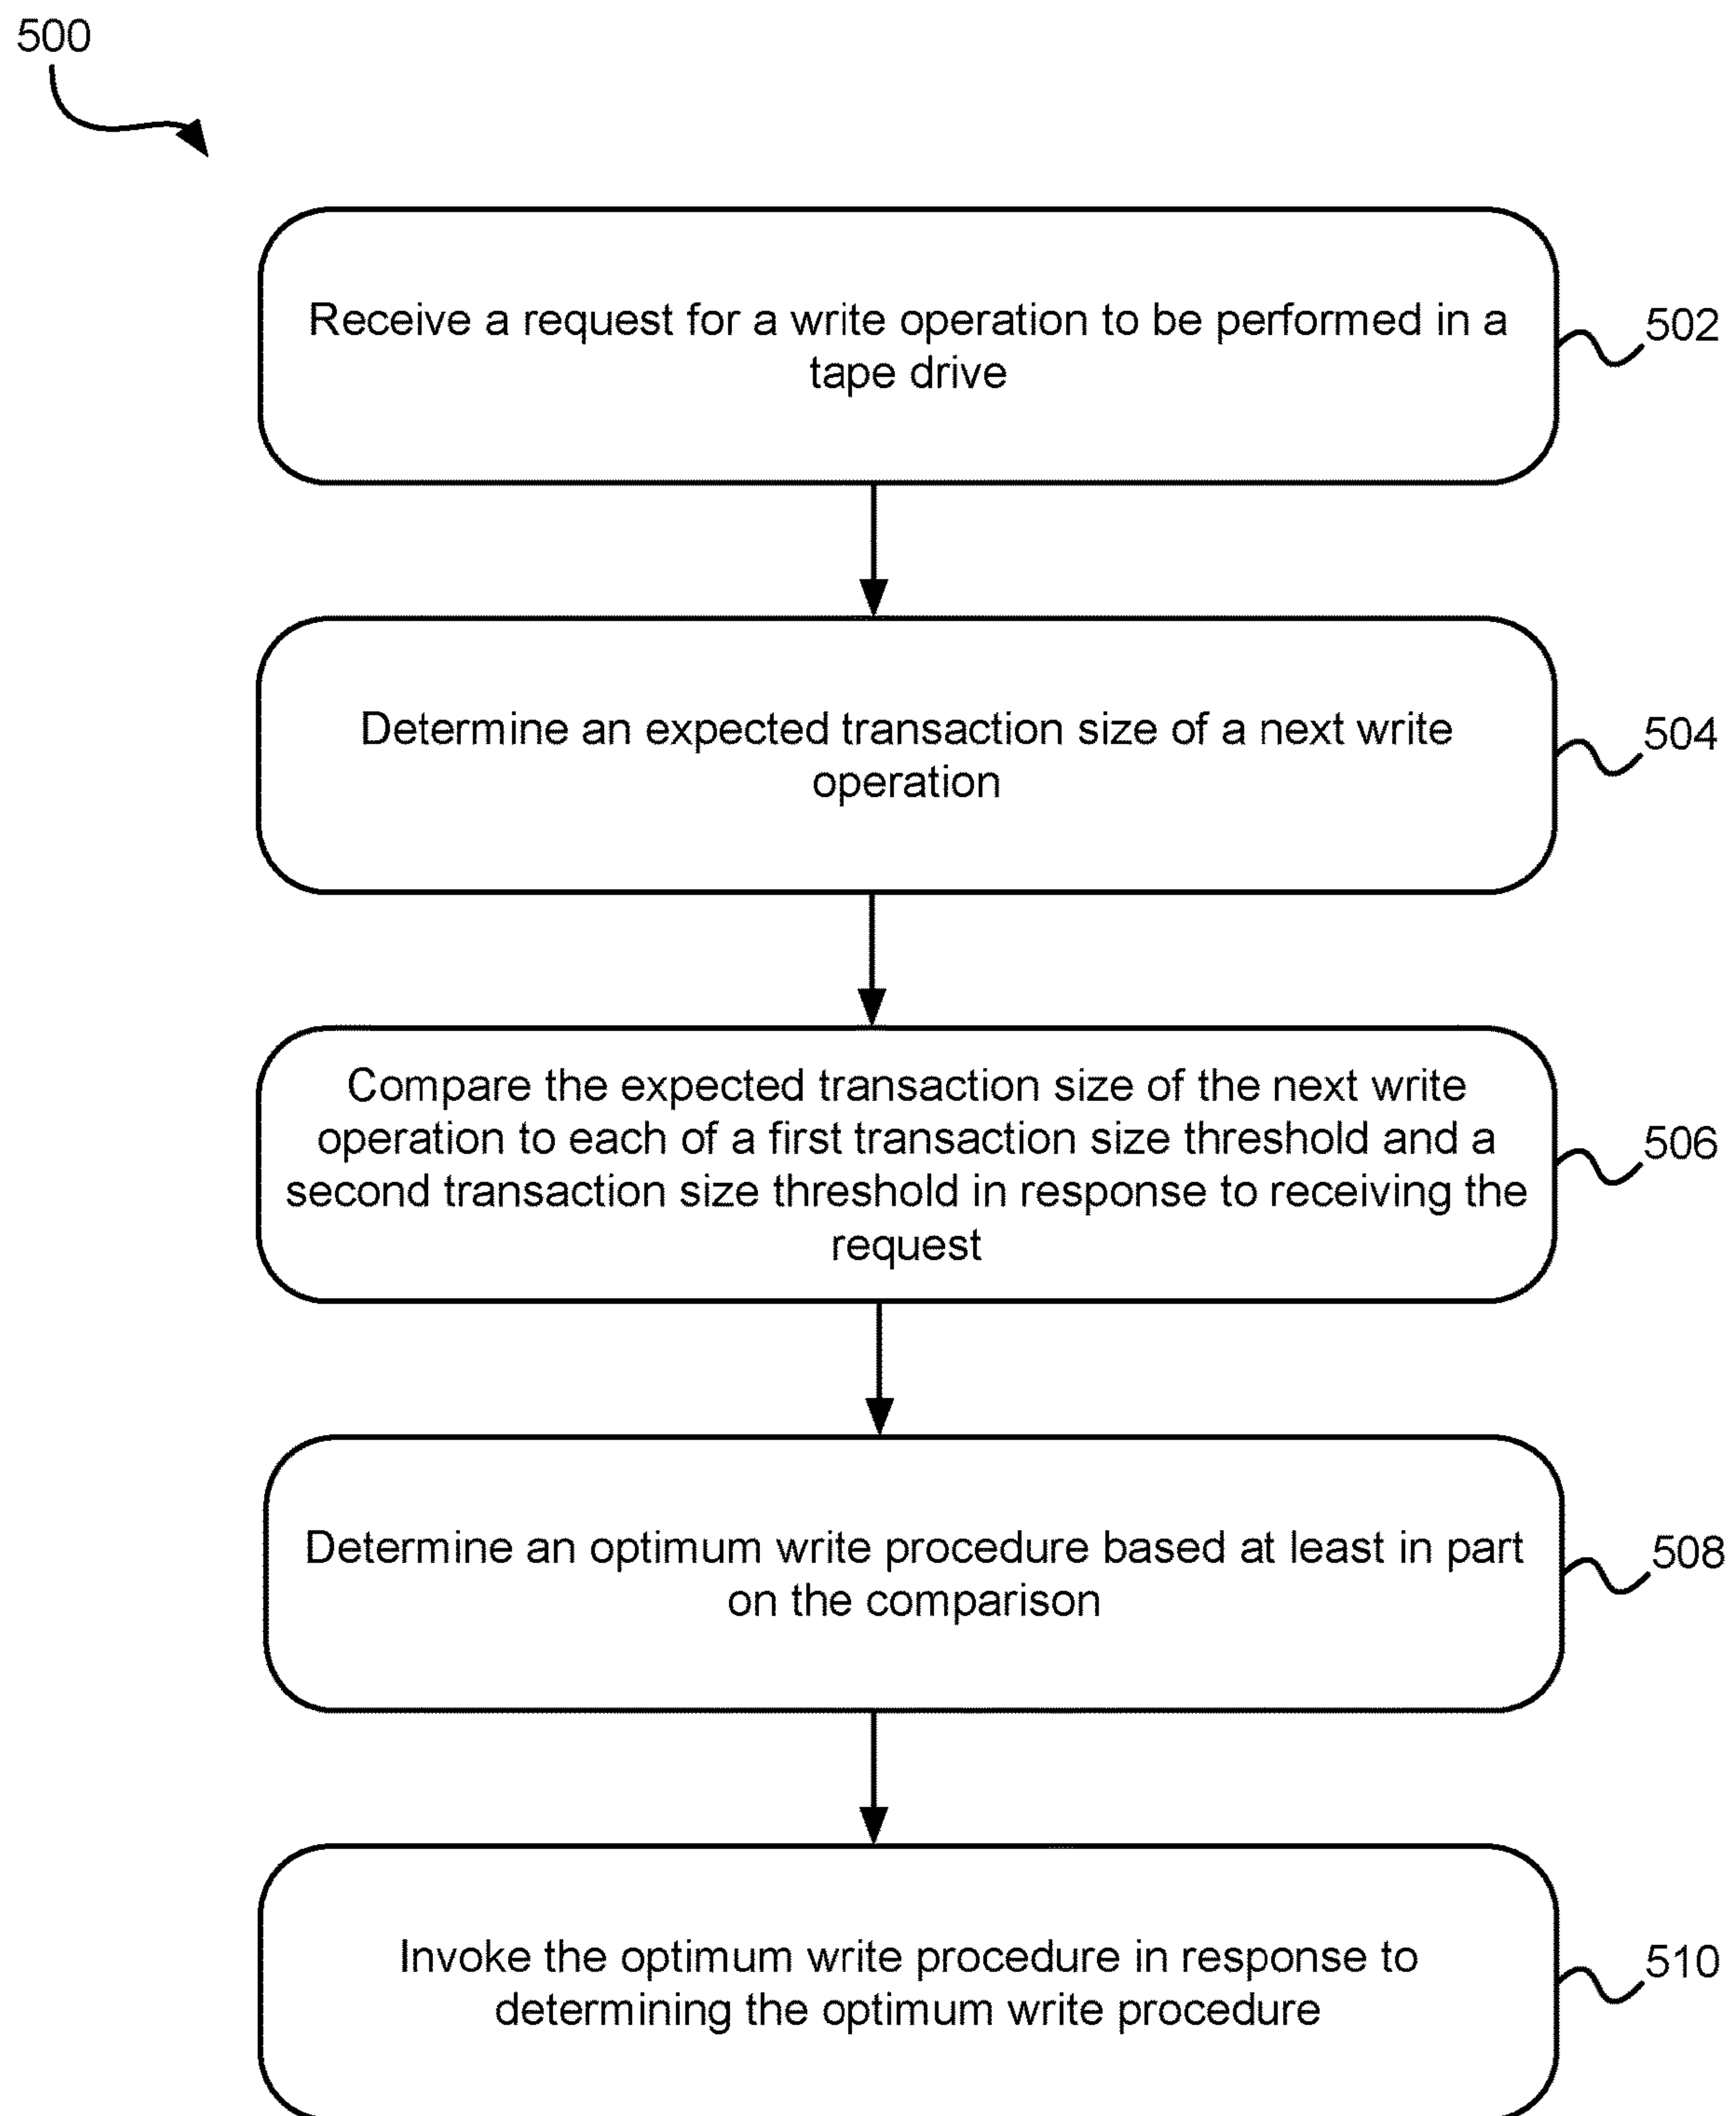 500
Receive a request for a write operation to be performed in a
tape drive
502
Determine an expected transaction size of a next write
operation
504
Compare the expected transaction size of the next write
operation to each of a first transaction size threshold and a
second transaction size threshold in response to receiving the
request
506
Determine an optimum write procedure based at least in part
on the comparison
508
Invoke the optimum write procedure in response to
determining the optimum write procedure
510